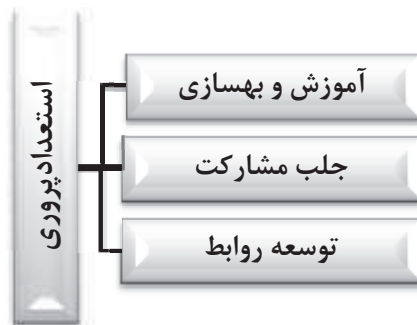 استعدادپروری
آموزش و بهسازی
جلب مشارکت
توسعه روابط